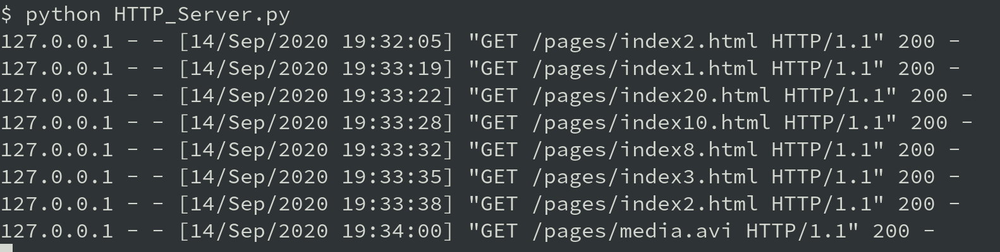 $ python HTTP_Server.py
127.0.0.1 - - [14/Sep/2020 19:32:05] "GET /pages/index2.html HTTP/1.1" 200 -
127.0.0.1 - - [14/Sep/2020 19:33:19] "GET /pages/index1.html HTTP/1.1" 200 -
127.0.0.1 - - [14/Sep/2020 19:33:22] "GET /pages/index20.html HTTP/1.1" 200 -
127.0.0.1 - - [14/Sep/2020 19:33:28] "GET /pages/index10.html HTTP/1.1" 200 -
127.0.0.1 - - [14/Sep/2020 19:33:32] "GET /pages/index8.html HTTP/1.1" 200 -
127.0.0.1 - - [14/Sep/2020 19:33:35] "GET /pages/index3.html HTTP/1.1" 200 -
127.0.0.1 - - [14/Sep/2020 19:33:38] "GET /pages/index2.html HTTP/1.1" 200 -
127.0.0.1 - - [14/Sep/2020 19:34:00] "GET /pages/media.avi HTTP/1.1" 200 -